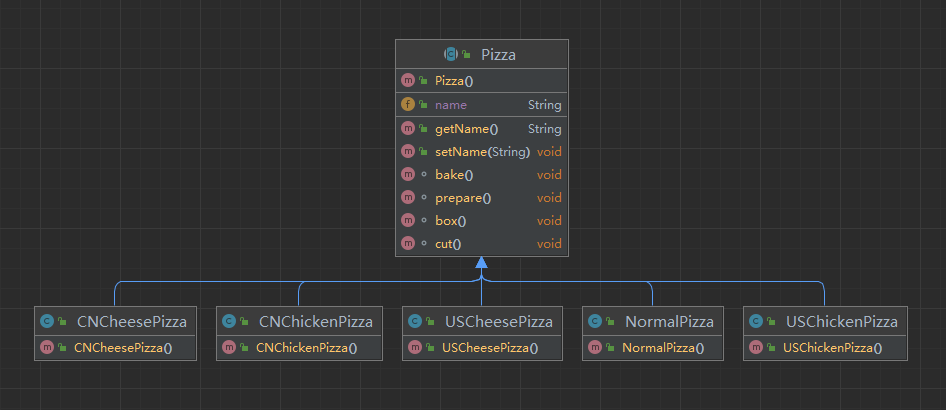 Pizza
Pizza()
name String
getName() String
setName(String) void
bake() void
prepare() void
box() void
cut() void
CNCheesePizza CNChickenPizza USCheesePizza NormalPizza USChickenPizza
CNCheesePizza() CNChickenPizza() USCheesePizza() NormalPizza() USChickenPizza()